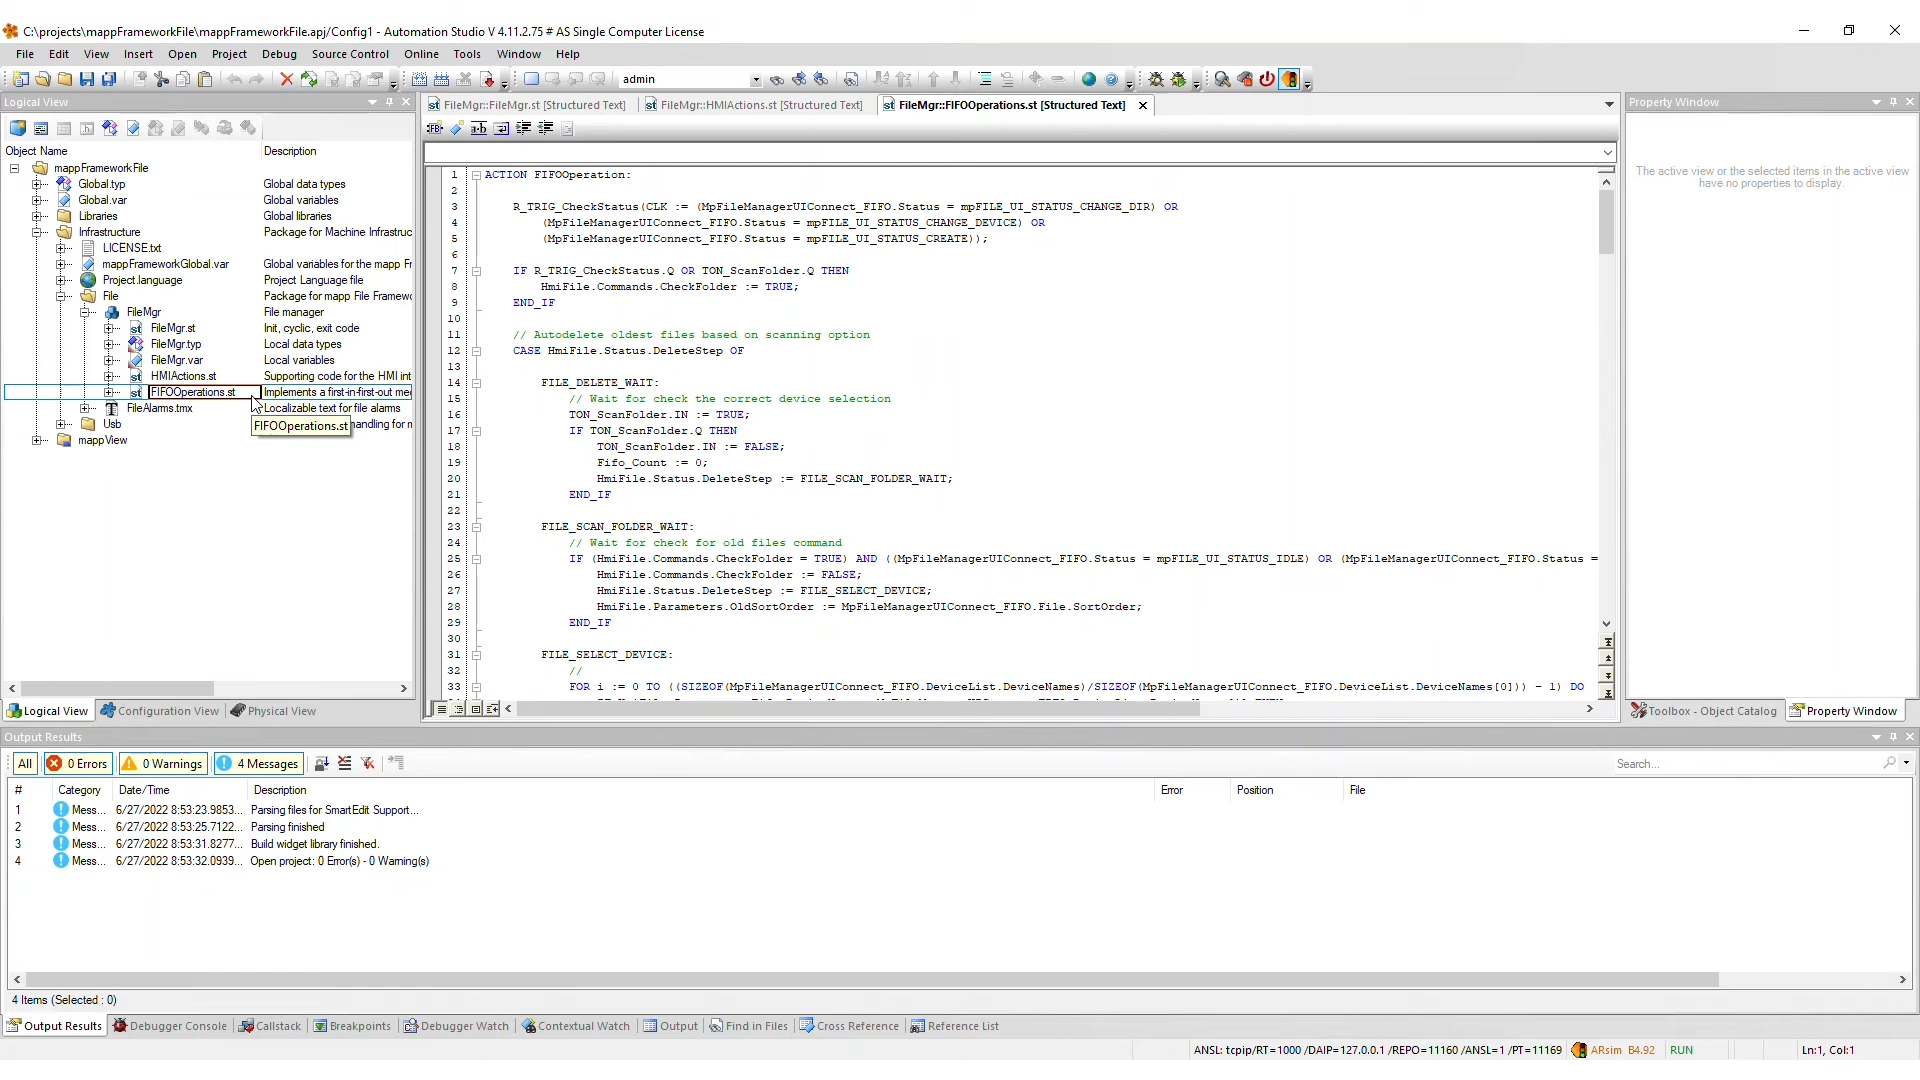 C:\projects\mappFrameworkFile\mappFrameworkFile.apj/Config1 - Automation Studio V 4.11.2.75 # AS Single Computer License
File Edit View Insert Open Project Debug Source Control Online Tools Window Help
admin
Logical View
Object Name Description
mappFrameworkFile
Global.typ Global data types
Global.var Global variables
Libraries Global libraries
Infrastructure Package for Machine Infrastruc
LICENSE.txt
mappFrameworkGlobal.var Global variables for the mapp Fr
Project.language Project Language file
File Package for mapp File Framewo
FileMgr File manager
FileMgr.st Init, cyclic, exit code
FileMgr.typ Local data types
FileMgr.var Local variables
HMIActions.st Supporting code for the HMI int
FIFOOperations.st Implements a first-in-first-out me
FileAlarms.tmx Localizable text for file alarms
Usb andling for m
FIFOOperations.st
mappView
Logical View Configuration View Physical View
FileMgr::FileMgr.st [Structured Text] FileMgr::HMIActions.st [Structured Text] FileMgr::FIFOOperations.st [Structured Text]
1 ACTION FIFOOperation:
2
3 R_TRIG_CheckStatus(CLK := (MpFileManagerUIConnect_FIFO.Status = mpFILE_UI_STATUS_CHANGE_DIR) OR
4 (MpFileManagerUIConnect_FIFO.Status = mpFILE_UI_STATUS_CHANGE_DEVICE) OR
5 (MpFileManagerUIConnect_FIFO.Status = mpFILE_UI_STATUS_CREATE));
6
7 IF R_TRIG_CheckStatus.Q OR TON_ScanFolder.Q THEN
8 HmiFile.Commands.CheckFolder := TRUE;
9 END_IF
10
11 // Autodelete oldest files based on scanning option
12 CASE HmiFile.Status.DeleteStep OF
13
14 FILE_DELETE_WAIT:
15 // Wait for check the correct device selection
16 TON_ScanFolder.IN := TRUE;
17 IF TON_ScanFolder.Q THEN
18 TON_ScanFolder.IN := FALSE;
19 Fifo_Count := 0;
20 HmiFile.Status.DeleteStep := FILE_SCAN_FOLDER_WAIT;
21 END_IF
22
23 FILE_SCAN_FOLDER_WAIT:
24 // Wait for check for old files command
25 IF (HmiFile.Commands.CheckFolder = TRUE) AND ((MpFileManagerUIConnect_FIFO.Status = mpFILE_UI_STATUS_IDLE) OR (MpFileManagerUIConnect_FIFO.Status =
26 HmiFile.Commands.CheckFolder := FALSE;
27 HmiFile.Status.DeleteStep := FILE_SELECT_DEVICE;
28 HmiFile.Parameters.OldSortOrder := MpFileManagerUIConnect_FIFO.File.SortOrder;
29 END_IF
30
31 FILE_SELECT_DEVICE:
32 //
33 FOR i := 0 TO ((SIZEOF(MpFileManagerUIConnect_FIFO.DeviceList.DeviceNames)/SIZEOF(MpFileManagerUIConnect_FIFO.DeviceList.DeviceNames[0])) - 1) DO
Property Window
The active view or the selected items in the active view
have no properties to display.
Toolbox - Object Catalog Property Window
Output Results
All 0 Errors 0 Warnings 4 Messages Search...
# Category Date/Time Description Error Position File
1 Mess... 6/27/2022 8:53:23.9853... Parsing files for SmartEdit Support...
2 Mess... 6/27/2022 8:53:25.7122... Parsing finished
3 Mess... 6/27/2022 8:53:31.8277... Build widget library finished.
4 Mess... 6/27/2022 8:53:32.0939... Open project: 0 Error(s) - 0 Warning(s)
4 Items (Selected : 0)
Output Results Debugger Console Callstack Breakpoints Debugger Watch Contextual Watch Output Find in Files Cross Reference Reference List
ANSL: tcpip/RT=1000 /DAIP=127.0.0.1 /REPO=11160 /ANSL=1 /PT=11169 ARsim B4.92 RUN Ln:1, Col:1